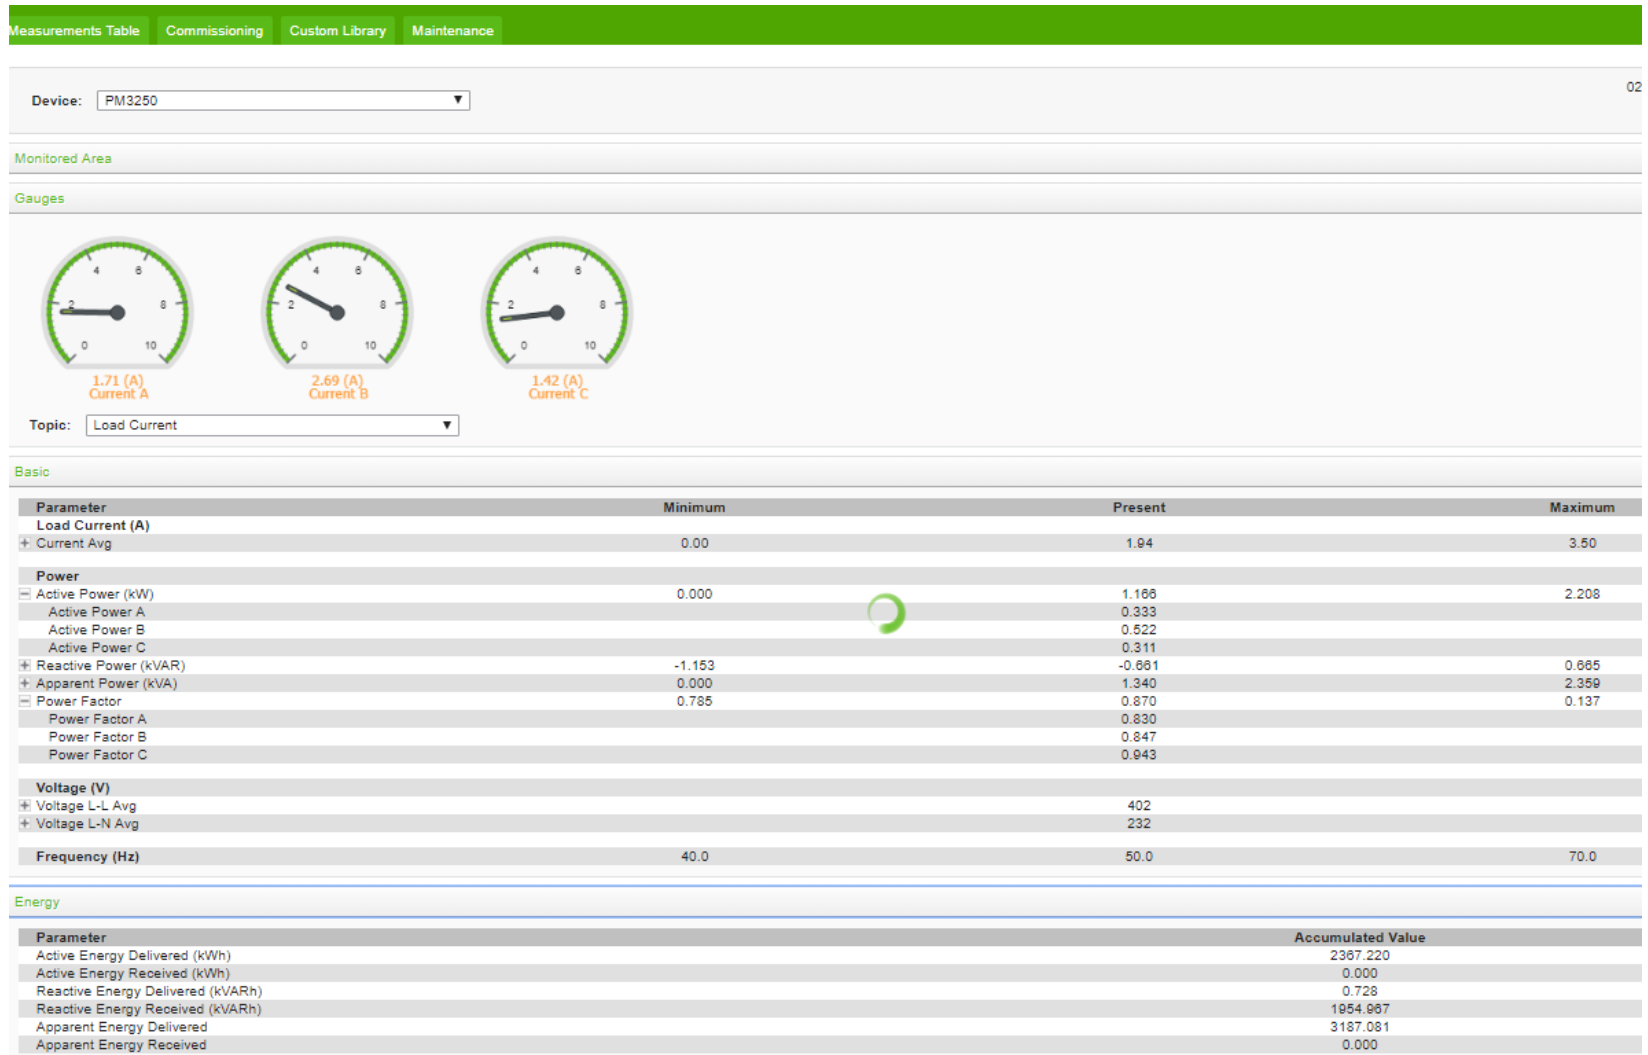 Measurements Table Commissioning Custom Library Maintenance
02
Device: PM3250
Monitored Area
Gauges
4 6 4 6 4 6
2 8 2 8 2 8
0 10 0 10 0 10
1.71 (A) 2.69 (A) 1.42 (A)
Current A Current B Current C
Topic: Load Current
Basic
Parameter Minimum Present Maximum
Load Current (A)
Current Avg 0.00 1.94 3.50
Power
Active Power (kW) 0.000 1.166 2.208
Active Power A 0.333
Active Power B 0.522
Active Power C 0.311
Reactive Power (kVAR) -1.153 -0.661 0.665
Apparent Power (kVA) 0.000 1.340 2.359
Power Factor 0.785 0.870 0.137
Power Factor A 0.830
Power Factor B 0.847
Power Factor C 0.943
Voltage (V)
Voltage L-L Avg 402
Voltage L-N Avg 232
Frequency (Hz) 40.0 50.0 70.0
Energy
Parameter Accumulated Value
Active Energy Delivered (kWh) 2367.220
Active Energy Received (kWh) 0.000
Reactive Energy Delivered (kVARh) 0.728
Reactive Energy Received (kVARh) 1954.967
Apparent Energy Delivered 3187.081
Apparent Energy Received 0.000